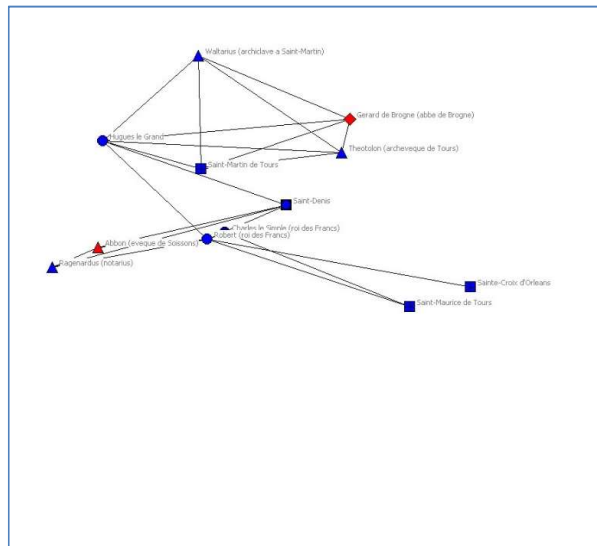 Waltarius (archiclave a Saint-Martin)
Gerard de Brogne (abbe de Brogne)
Hugues le Grand
Theotolon (archeveque de Tours)
Saint-Martin de Tours
Saint-Denis
Charles le Simple (roi des Francs)
Robert (roi des Francs)
Abbon (eveque de Soissons)
Ragenardus (notarius)
Sainte-Croix d'Orleans
Saint-Maurice de Tours